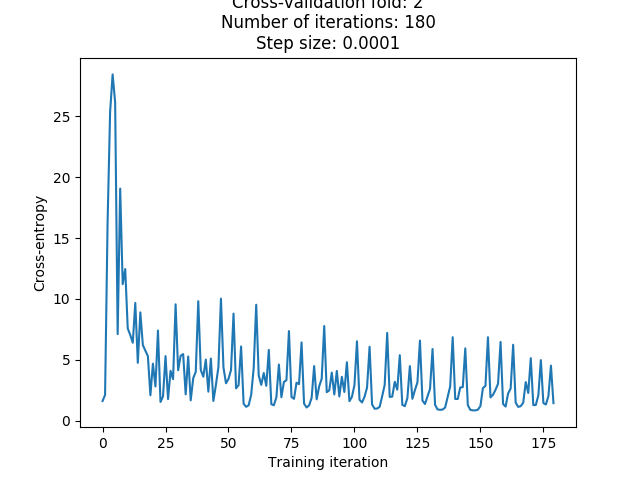 Cross-validation fold: 2
Number of iterations: 180
Step size: 0.0001
25
20
15
10
5
0
Cross-entropy
0 25 50 75 100 125 150 175
Training iteration